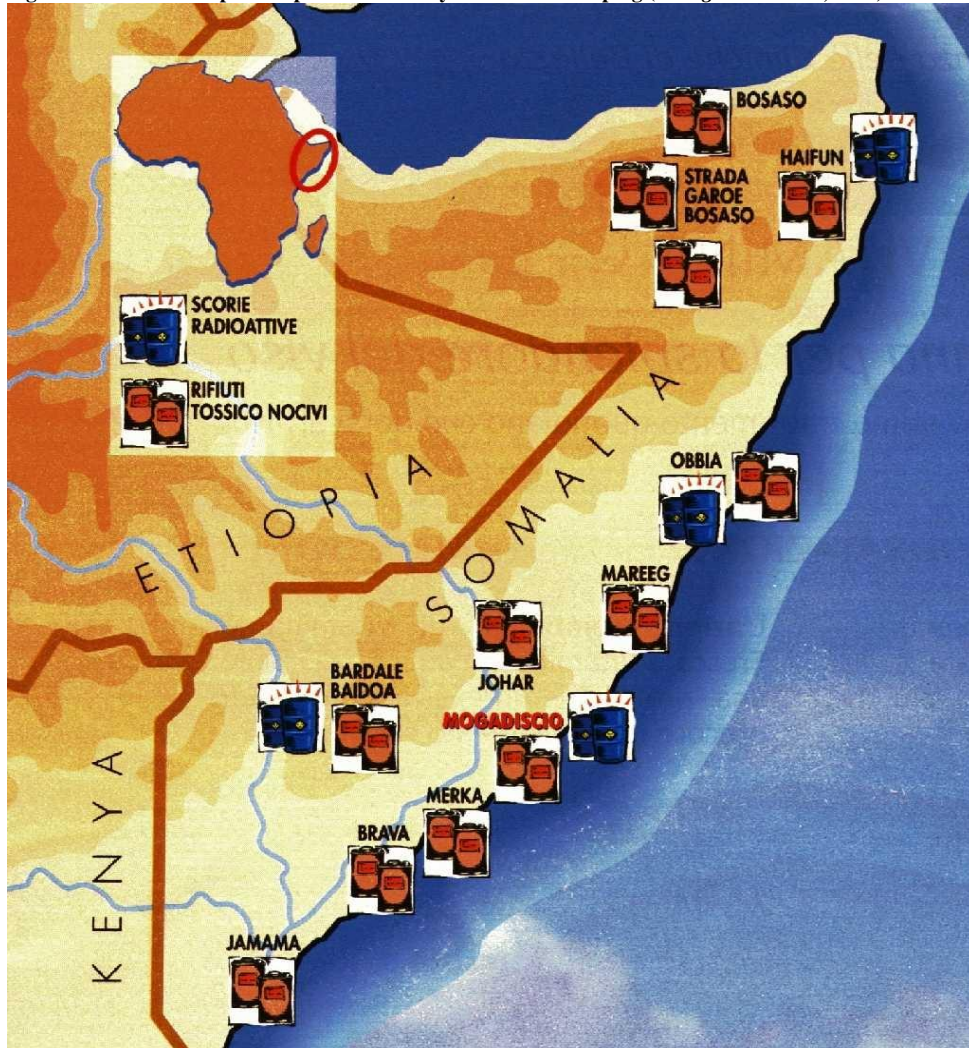 BOSASO
HAIFUN
STRADA
GAROE
BOSASO
SCORIE
RADIOATTIVE
RIFIUTI
TOSSICO NOCIVI
ETIOPIA
SOMALIA
OBBIA
MAREEG
JOHAR
BARDALE
BAIDOA
MOGADISCIO
MERKA
BRAVA
KENYA
JAMAMA